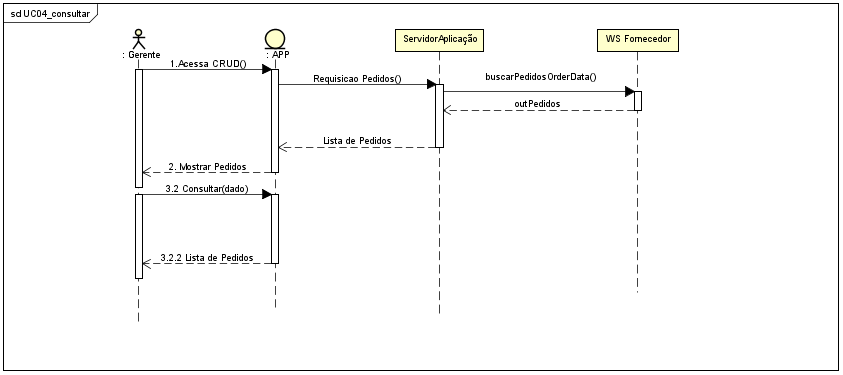 sd UC04_consultar
: Gerente
: APP
ServidorAplicação
WS Fornecedor
1.Acessa CRUD()
Requisicao Pedidos()
buscarPedidosOrderData()
outPedidos
Lista de Pedidos
2. Mostrar Pedidos
3.2 Consultar(dado)
3.2.2 Lista de Pedidos